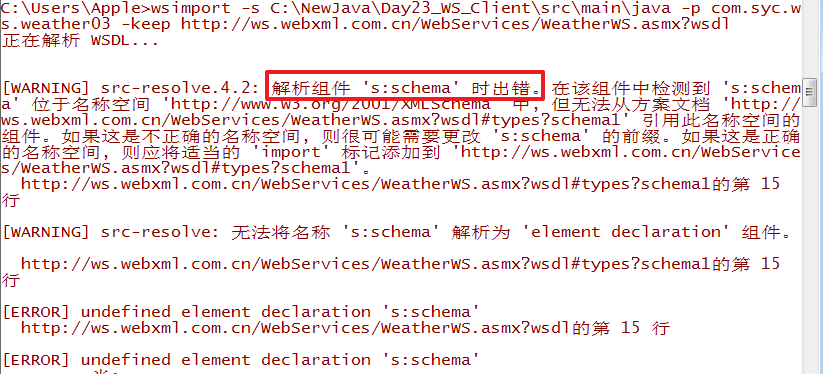 C:\Users\Apple>wsimport -s C:\NewJava\Day23_WS_Client\src\main\java -p com.syc.w
s.weather03 -keep http://ws.webxml.com.cn/WebServices/WeatherWS.asmx?wsdl
正在解析 WSDL...
[WARNING] src-resolve.4.2: 解析组件 's:schema' 时出错。在该组件中检测到 's:schem
a' 位于名称空间 'http://www.w3.org/2001/XMLSchema' 中, 但无法从方案文档 'http://
ws.webxml.com.cn/WebServices/WeatherWS.asmx?wsdl#types?schema1' 引用此名称空间的
组件。如果这是不正确的名称空间, 则很可能需要更改 's:schema' 的前缀。如果这是正确
的名称空间, 则应将适当的 'import' 标记添加到 'http://ws.webxml.com.cn/WebService
s/WeatherWS.asmx?wsdl#types?schema1'。
http://ws.webxml.com.cn/WebServices/WeatherWS.asmx?wsdl#types?schema1的第 15
行
[WARNING] src-resolve: 无法将名称 's:schema' 解析为 'element declaration' 组件。
http://ws.webxml.com.cn/WebServices/WeatherWS.asmx?wsdl#types?schema1的第 15
行
[ERROR] undefined element declaration 's:schema'
http://ws.webxml.com.cn/WebServices/WeatherWS.asmx?wsdl的第 15 行
[ERROR] undefined element declaration 's:schema'